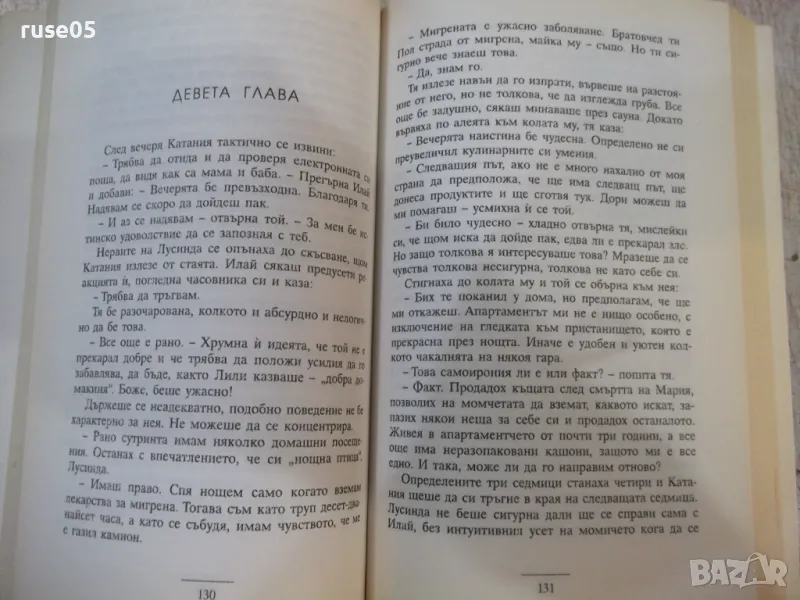 ruse05
ДЕВЕТА ГЛАВА
След вечеря Катания тактично се извини:
– Трябва да отида и да проверя електронната си
поща, да видя как са мама и баба. – Прегърна Илай
и добави: – Вечерята бе превъзходна. Благодаря ти.
Надявам се скоро да дойдеш пак.
– И аз се надявам – отвърна той. – За мен бе
тинско удоволствие да се запозная с теб.
Нервите на Лусинда се опънаха до скъсване, щом
Катания излезе от стаята. Илай сякаш предусети
акцията ѝ, погледна часовника си и каза:
– Трябва да тръгвам.
Тя бе разочарована, колкото и абсурдно и
но да бе това.
– Все още е рано. – Хрумна ѝ идеята, че той не е
прекарал добре и че трябва да положи усилия да го
забавлява, да бъде, както Лили казваше – „добра до-
макиня“. Боже, беше ужасно!
Държеше се неадекватно, подобно поведение не бе
характерно за нея. Не можеше да се концентрира.
– Рано сутринта имам няколко домашни посеще-
ния. Останах с впечатлението, че си „нощна птица“,
Лусинда.
– Имаш право. Спя нощем само когато вземам
лекарства за мигрена. Тогава съм като труп десет-два-
найсет часа, а като се събудя, имам чувството, че ме
е газил камион.
130
– Мигрената е ужасно заболяване. Братовчед ти
Пол страда от мигрена, майка му – също. Но ти си-
гурно вече знаеш това.
– Да, знам го.
Тя излезе навън да го изпрати, вървеше на разстоя-
ние от него, но не толкова, че да изглежда груба. Все
още бе задушно, сякаш минаваше през сауна. Докато
вървяха по алеята към колата му, тя каза:
– Вечерята наистина бе чудесна. Определено не си
преувеличил кулинарните си умения.
– Следващия път, ако не е много нахално от моя
страна да предположа, че ще има следващ път, ще
донеса продуктите и ще сготвя тук. Дори можеш да
ми помагаш – усмихна ѝ се той.
– Би било чудесно – хладно отвърна тя, мислейки
си, че щом иска да дойде пак, едва ли е прекарал зле.
Но защо толкова я интересуваше това? Мразеше да се
чувства толкова несигурна, толкова не като себе си.
Стигнаха до колата му и той се обърна към нея:
– Бих те поканил у дома, но предполагам, че ще
ми откажеш. Апартаментът ми не е нищо особено, с
изключение на гледката към пристанището, която е
прекрасна през нощта. Иначе е удобен и уютен кол-
кото чакалнята на някоя гара.
– Това самоирония ли е или факт? – попита тя.
– Факт. Продадох къщата след смъртта на Мария,
позволих на момчетата да вземат, каквото искат, за-
пазих някои неща за себе си и продадох останалото.
Живея в апартаментчето от почти три години, а все
още има неразопаковани кашони, защото ми е все
едно. И така, може ли да го направим отново?
Определените три седмици станаха четири и Ката-
ния щеше да си тръгне в края на следващата седмица.
Лусинда не беше сигурна дали ще се справи сама с
Илай, без интуитивния усет на момичето кога да се
131
BAZAR